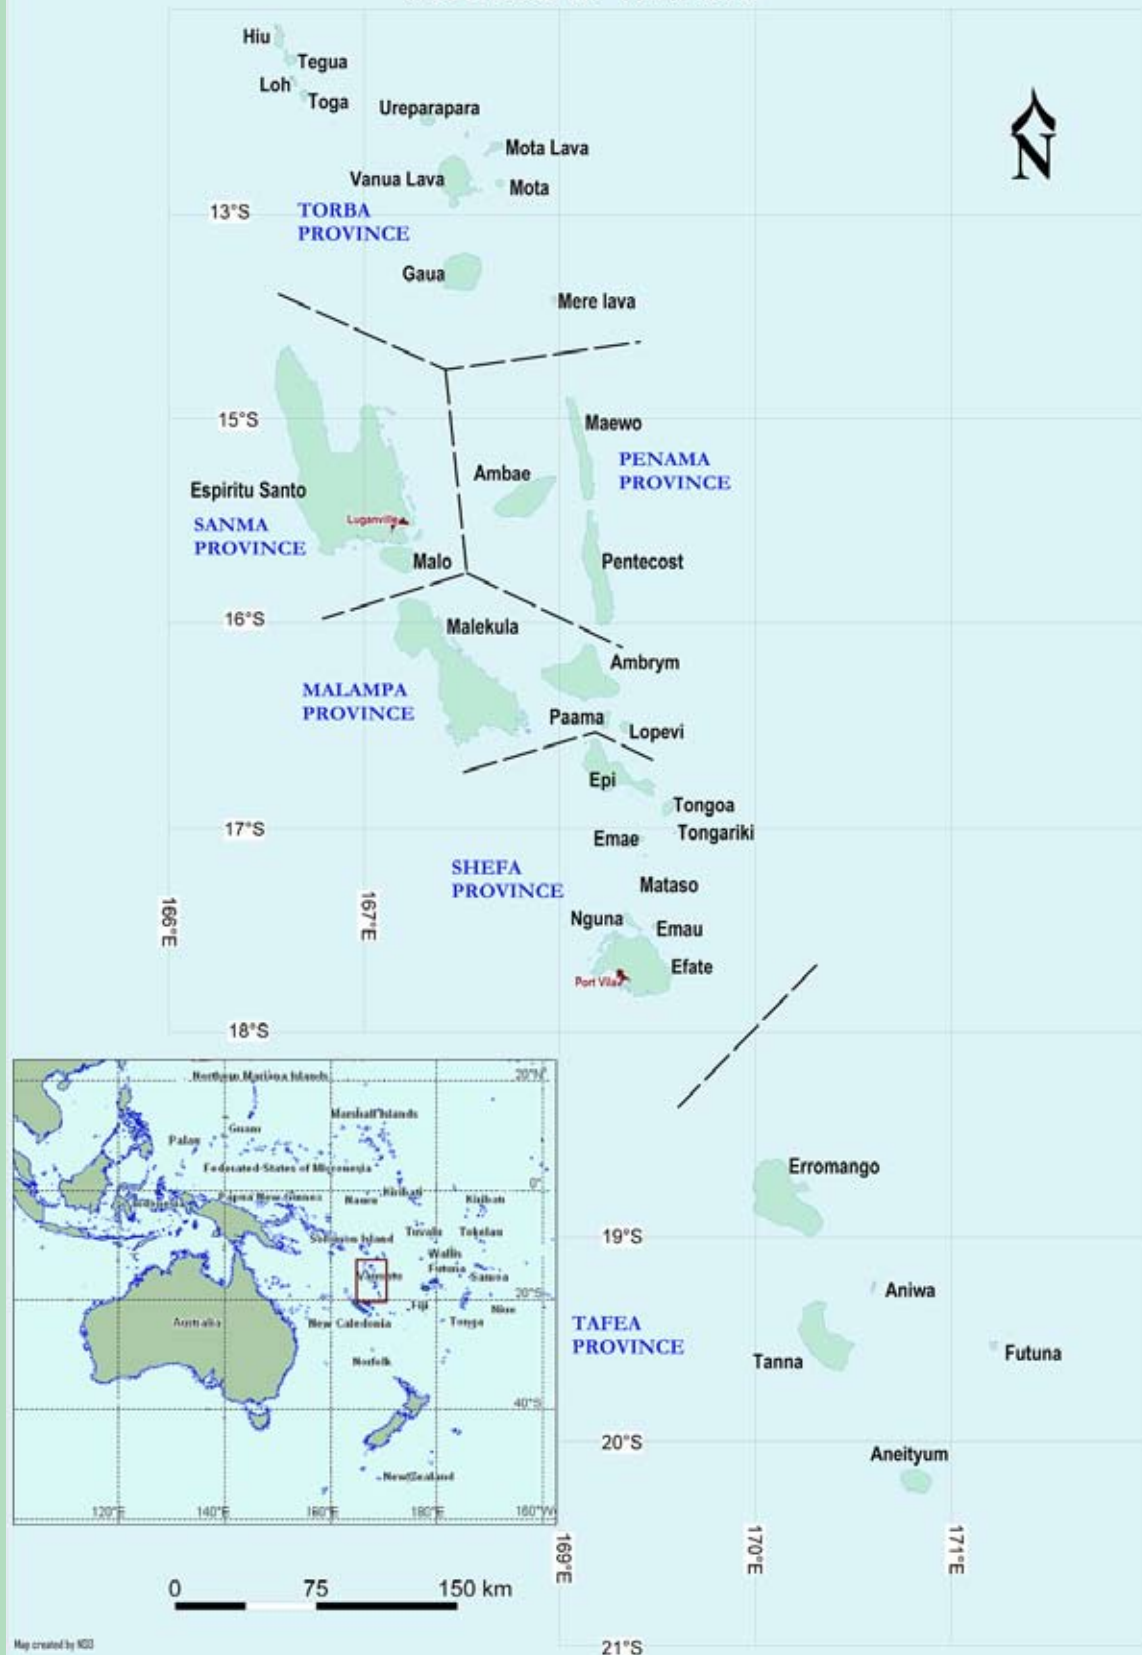 Hiu
Tegua
Loh
Toga
Ureparapara
Mota Lava
Vanua Lava
Mota
N
13°S
TORBA
PROVINCE
Gaua
Mere lava
15°S
Maewo
PENAMA
PROVINCE
Ambae
Espiritu Santo
SANMA
PROVINCE
Luganville
Malo
Pentecost
16°S
Malekula
Ambrym
MALAMPA
PROVINCE
Paama
Lopevi
Epi
Tongoa
17°S
Emae
Tongariki
SHEFA
PROVINCE
Mataso
166°E
167°E
Nguna
Emau
Efate
Port Vila
18°S
Northern Mariana Islands
20°N
Marshall Islands
Guam
Palau
Federated States of Micronesia
0°
Indonesia
Papua New Guinea
Nauru
Kiribati
Kiribati
Solomon Island
Tuvalu
Tokelau
Wallis
Futuna
Vanuatu
Samoa
20°S
Fiji
Niue
Australia
New Caledonia
Tonga
Norfolk
40°S
New Zealand
120°E
140°E
160°E
180°E
160°W
Erromango
19°S
Aniwa
TAFEA
PROVINCE
Tanna
Futuna
20°S
Aneityum
169°E
170°E
171°E
0 75 150 km
Map created by
21°S